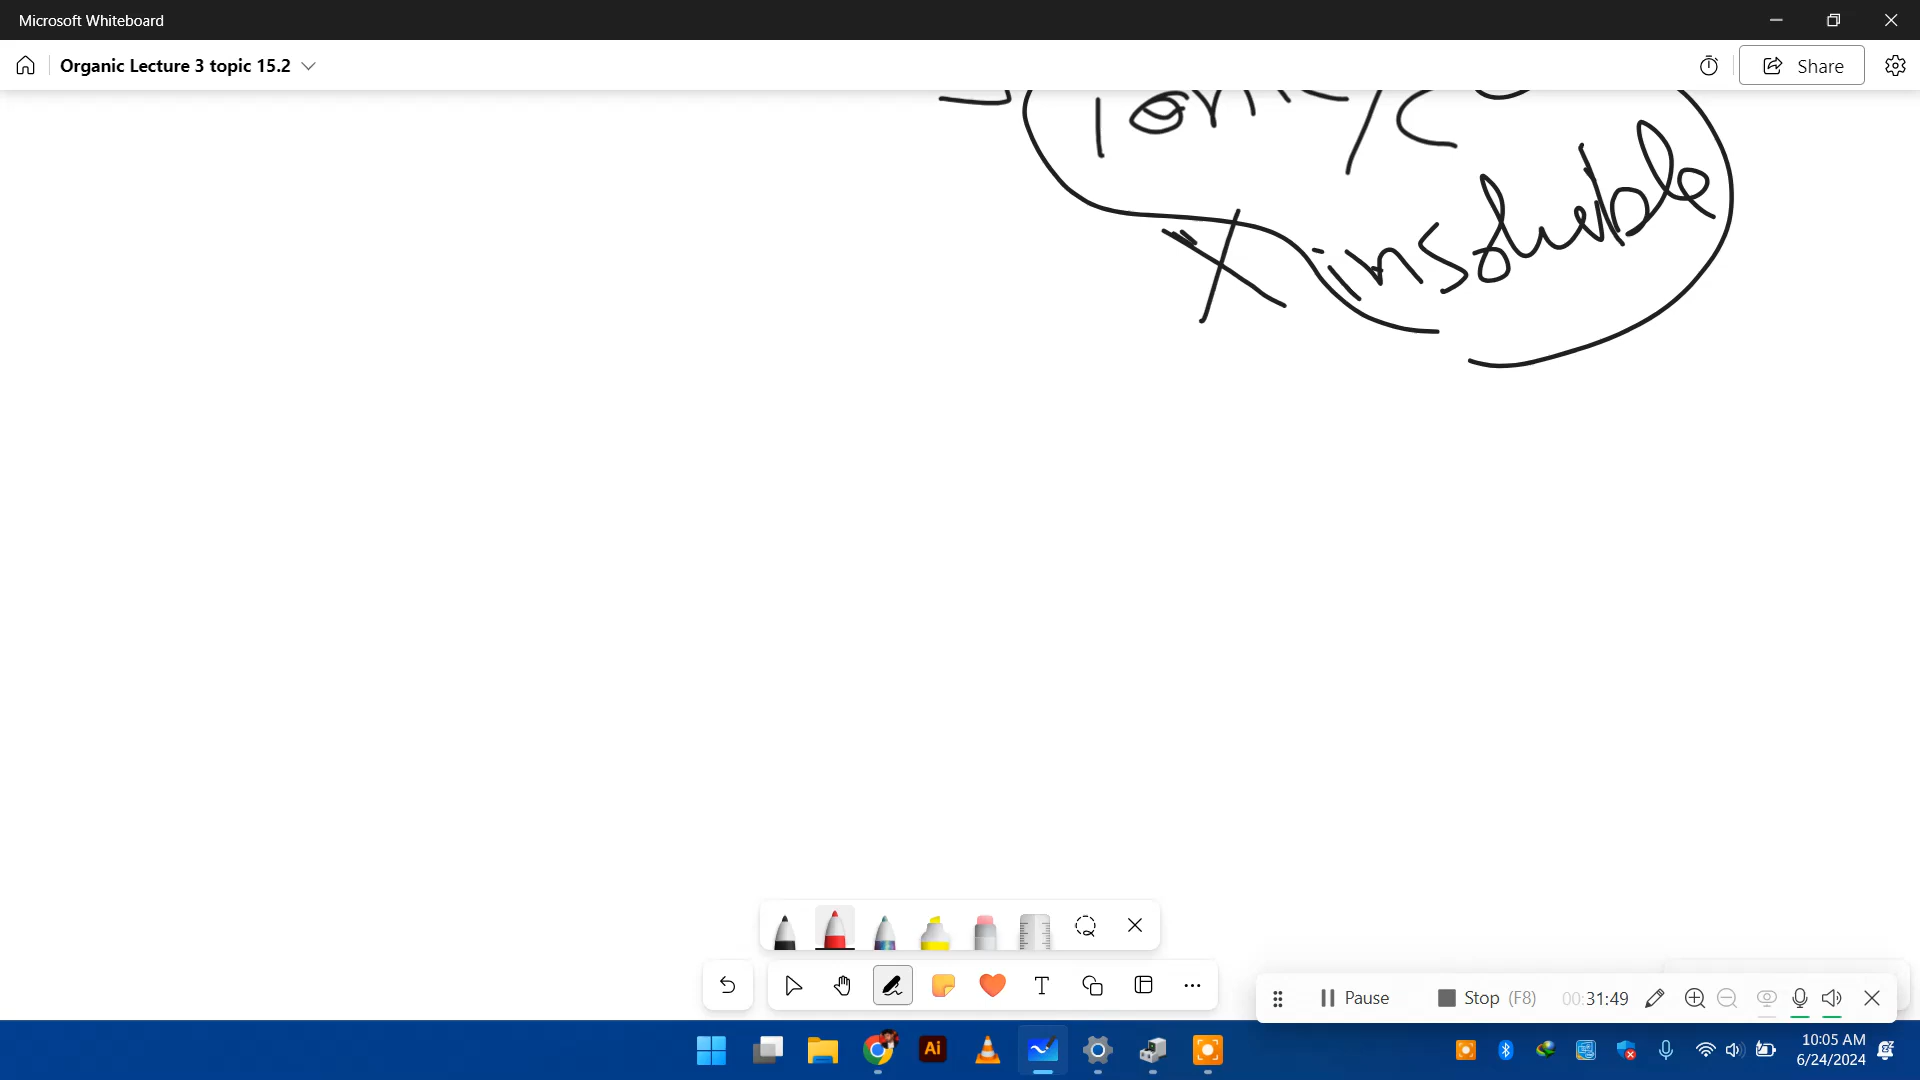 Microsoft Whiteboard
Organic Lecture 3 topic 15.2
Share
insoluble
Pause
Stop (F8)
00:31:49
Ai
10:05 AM
6/24/2024